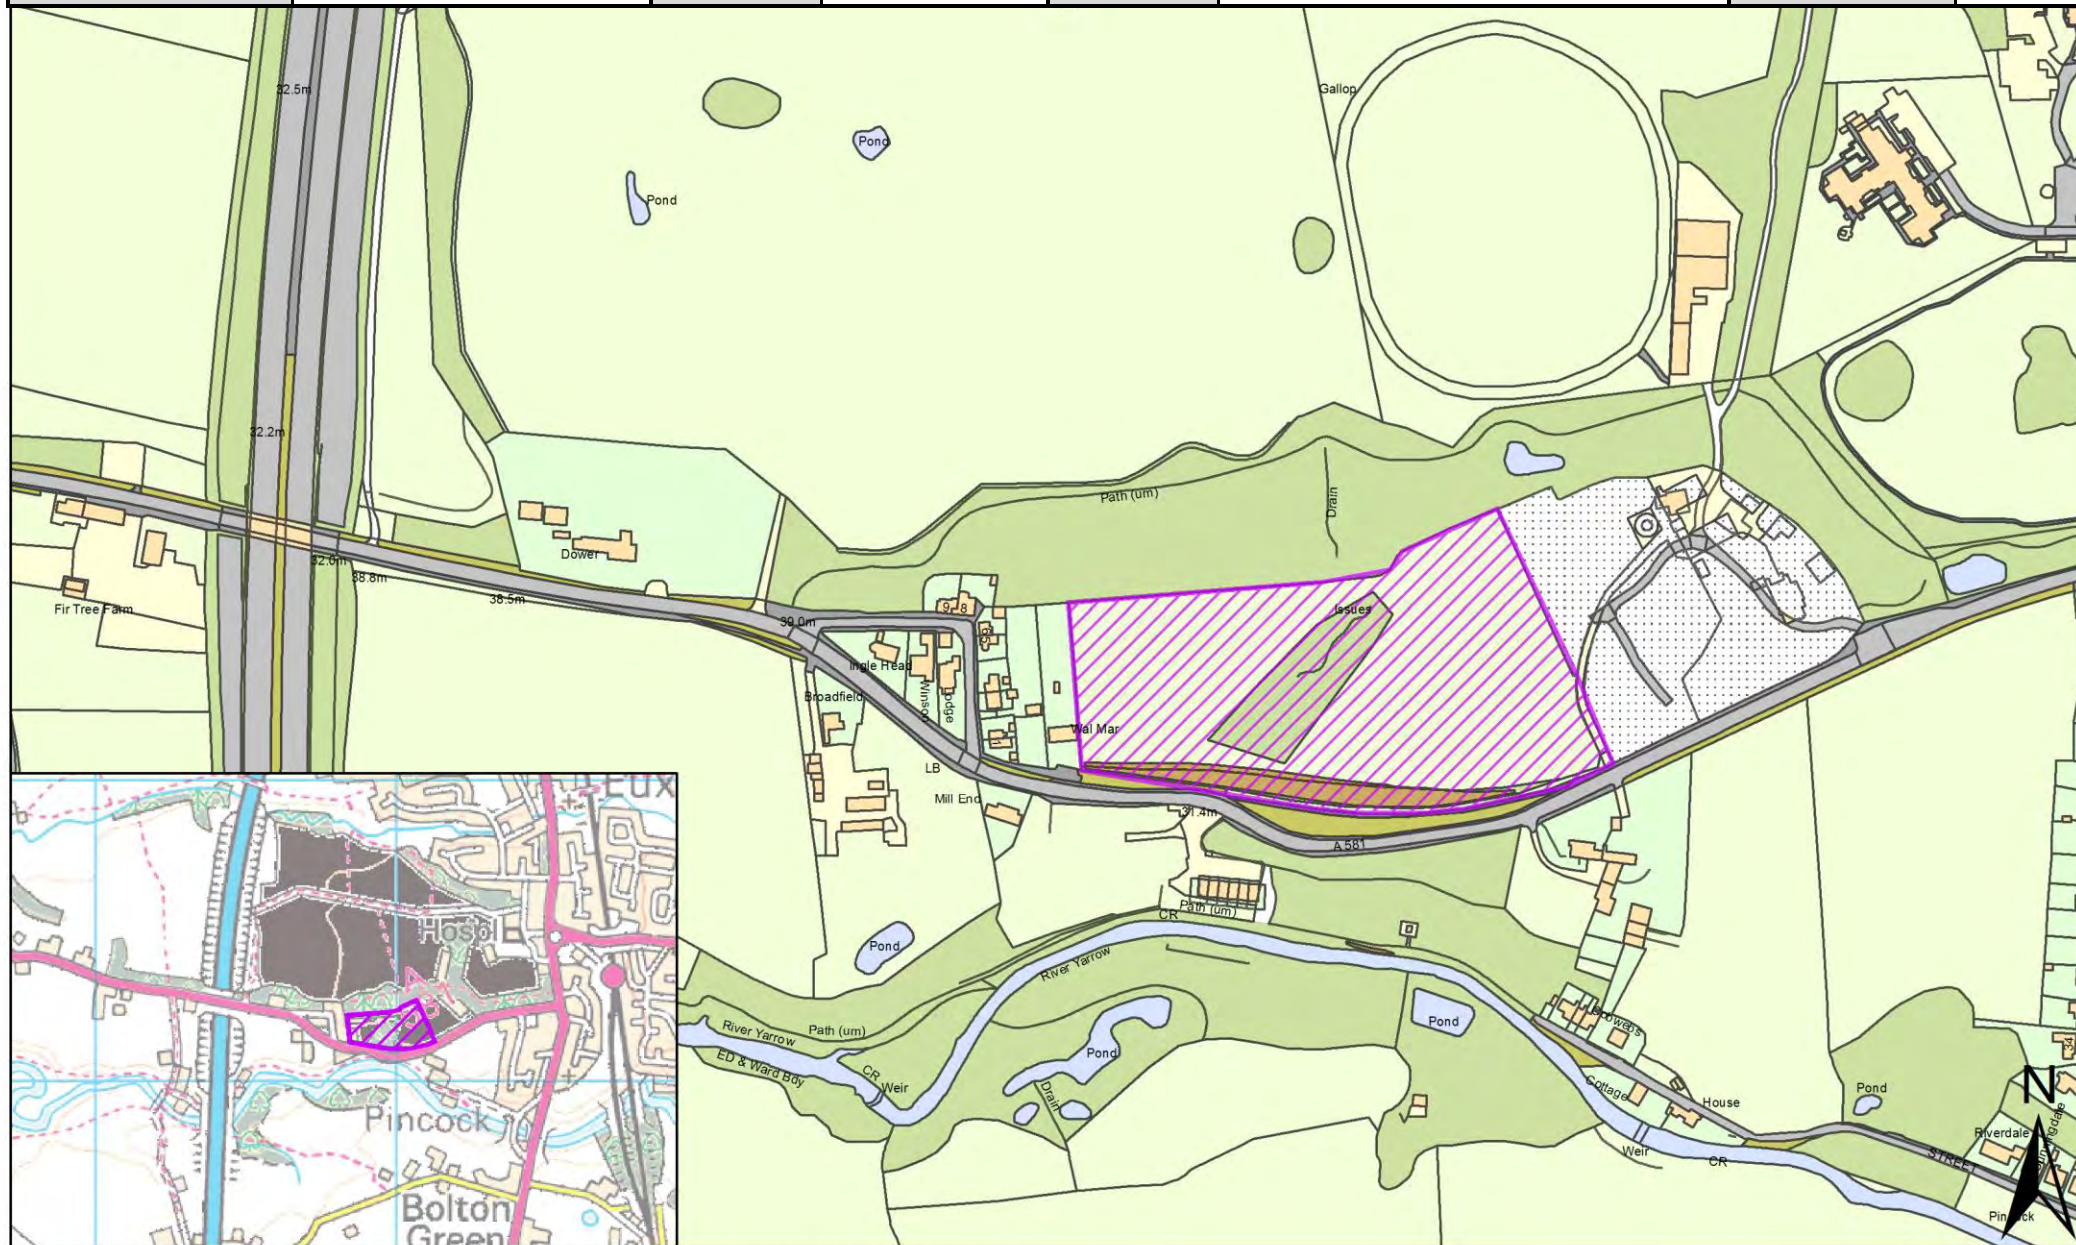 32.5m
Gallop
Pond
Pond
32.2m
Path (um)
Drain
Dower
32.0m
38.8m
Fir Tree Farm
38.5m
39.0m
9
8
Issues
Ingle Head
Winson
Lodge
Broadfield
Wal Mar
LB
Mill End
31.4m
A 581
Path (um)
CR
Pond
River Yarrow
Pond
River Yarrow
Path (um)
ED & Ward Bdy
CR
Weir
Pond
Drain
Cottage
House
Weir
CR
Pond
Riverdale
STREET
34
N
Eux
Hospl
Pincock
Bolton
Green